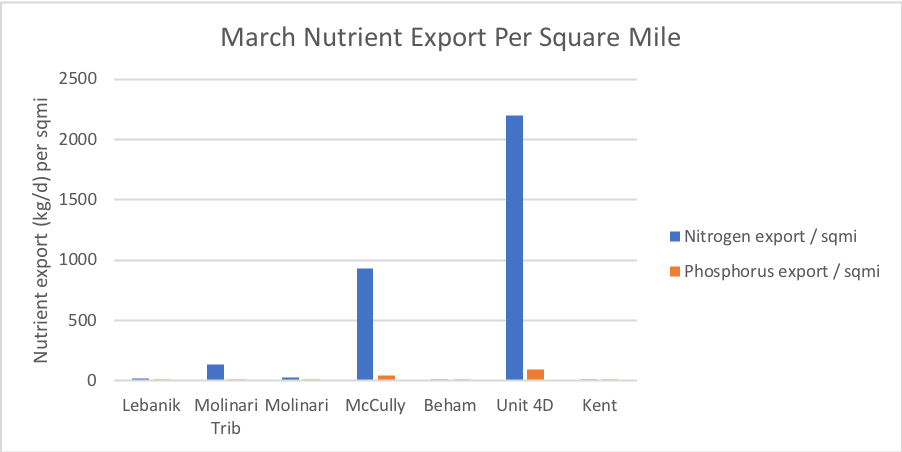 March Nutrient Export Per Square Mile
Nutrient export (kg/d) per sqmi
2500
2000
1500
1000
500
0
Lebanik
Molinari
Trib
Molinari
McCully
Beham
Unit 4D
Kent
Nitrogen export / sqmi
Phosphorus export / sqmi